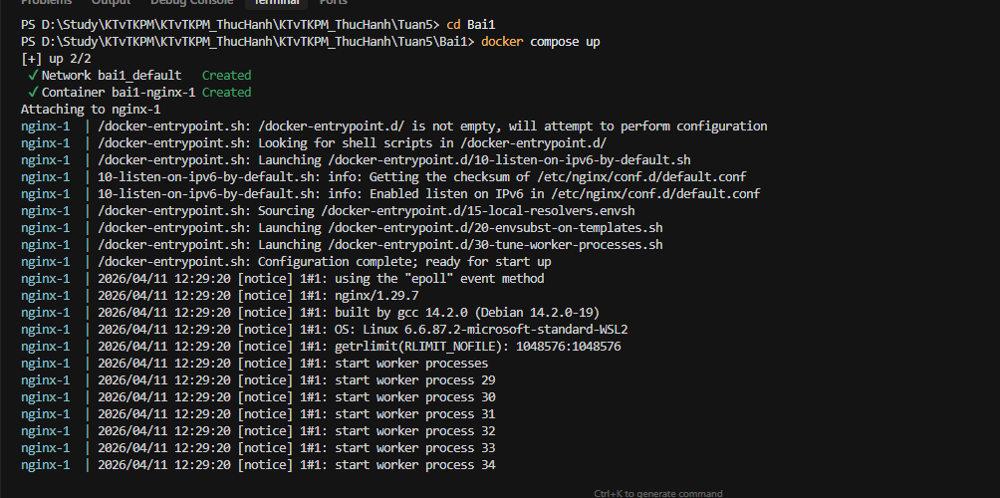 Problems Output Debug Console Terminal Ports
PS D:\Study\KTvTKPM\KTvTKPM_ThucHanh\KTvTKPM_ThucHanh\Tuan5> cd Bai1
PS D:\Study\KTvTKPM\KTvTKPM_ThucHanh\KTvTKPM_ThucHanh\Tuan5\Bai1> docker compose up
[+] up 2/2
✓ Network bai1_default Created
✓ Container bai1-nginx-1 Created
Attaching to nginx-1
nginx-1 | /docker-entrypoint.sh: /docker-entrypoint.d/ is not empty, will attempt to perform configuration
nginx-1 | /docker-entrypoint.sh: Looking for shell scripts in /docker-entrypoint.d/
nginx-1 | /docker-entrypoint.sh: Launching /docker-entrypoint.d/10-listen-on-ipv6-by-default.sh
nginx-1 | 10-listen-on-ipv6-by-default.sh: info: Getting the checksum of /etc/nginx/conf.d/default.conf
nginx-1 | 10-listen-on-ipv6-by-default.sh: info: Enabled listen on IPv6 in /etc/nginx/conf.d/default.conf
nginx-1 | /docker-entrypoint.sh: Sourcing /docker-entrypoint.d/15-local-resolvers.envsh
nginx-1 | /docker-entrypoint.sh: Launching /docker-entrypoint.d/20-envsubst-on-templates.sh
nginx-1 | /docker-entrypoint.sh: Launching /docker-entrypoint.d/30-tune-worker-processes.sh
nginx-1 | /docker-entrypoint.sh: Configuration complete; ready for start up
nginx-1 | 2026/04/11 12:29:20 [notice] 1#1: using the "epoll" event method
nginx-1 | 2026/04/11 12:29:20 [notice] 1#1: nginx/1.29.7
nginx-1 | 2026/04/11 12:29:20 [notice] 1#1: built by gcc 14.2.0 (Debian 14.2.0-19)
nginx-1 | 2026/04/11 12:29:20 [notice] 1#1: OS: Linux 6.6.87.2-microsoft-standard-WSL2
nginx-1 | 2026/04/11 12:29:20 [notice] 1#1: getrlimit(RLIMIT_NOFILE): 1048576:1048576
nginx-1 | 2026/04/11 12:29:20 [notice] 1#1: start worker processes
nginx-1 | 2026/04/11 12:29:20 [notice] 1#1: start worker process 29
nginx-1 | 2026/04/11 12:29:20 [notice] 1#1: start worker process 30
nginx-1 | 2026/04/11 12:29:20 [notice] 1#1: start worker process 31
nginx-1 | 2026/04/11 12:29:20 [notice] 1#1: start worker process 32
nginx-1 | 2026/04/11 12:29:20 [notice] 1#1: start worker process 33
nginx-1 | 2026/04/11 12:29:20 [notice] 1#1: start worker process 34
Ctrl+K to generate command